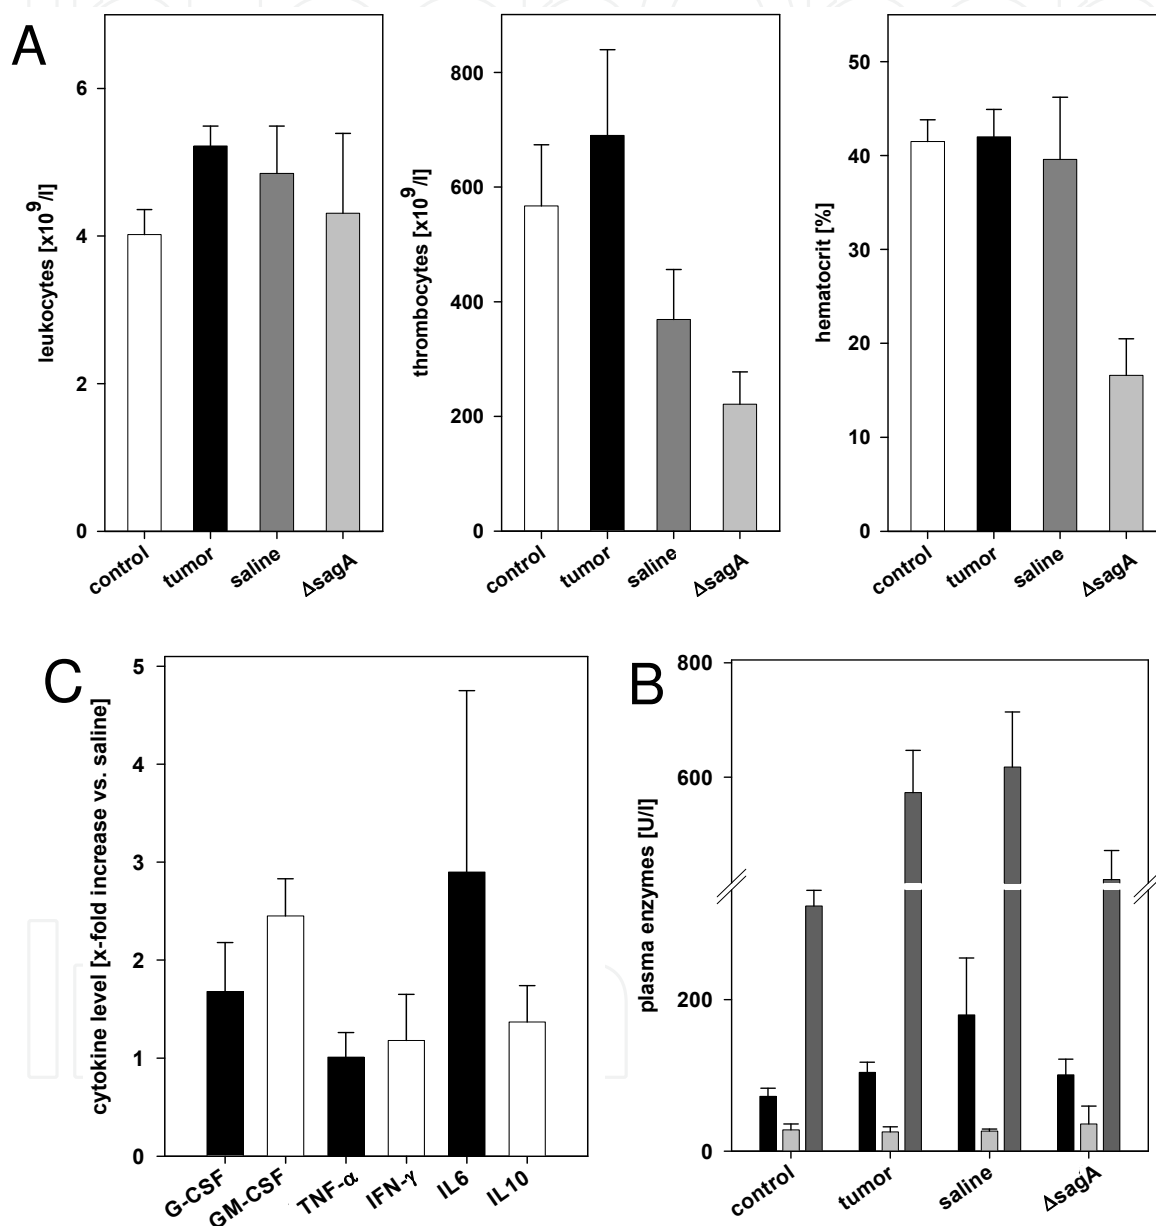 A
leukocytes [x10⁹/l]
6
4
2
0
control
tumor
saline
ΔsagA
thrombocytes [x10⁹/l]
800
600
400
200
0
control
tumor
saline
ΔsagA
hematocrit [%]
50
40
30
20
10
0
control
tumor
saline
ΔsagA
C
cytokine level [x-fold increase vs. saline]
5
4
3
2
1
0
G-CSF
GM-CSF
TNF-α
IFN-γ
IL6
IL10
B
plasma enzymes [U/l]
800
600
200
0
control
tumor
saline
ΔsagA